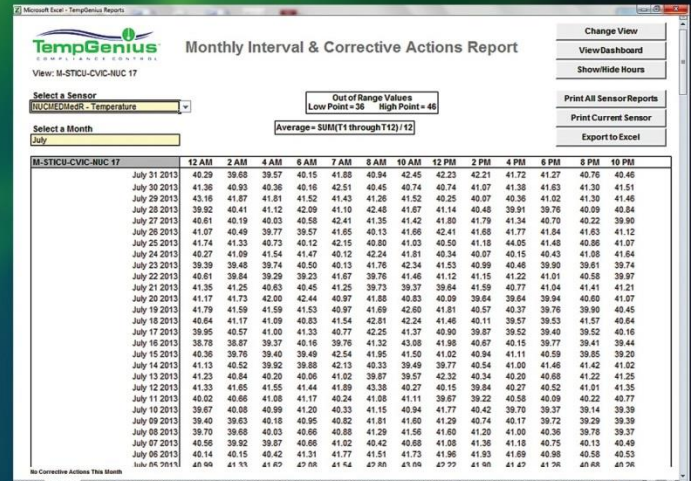 Microsoft Excel - TempGenius Reports
TempGenius
COMPLIANCE CONTROL
Monthly Interval & Corrective Actions Report
Change View
View Dashboard
Show/Hide Hours
View: M-STICU-CVIC-NUC 17
Select a Sensor
NUCMEDMedR - Temperature
Out of Range Values
Low Point = 36 High Point = 46
Print All Sensor Reports
Print Current Sensor
Export to Excel
Select a Month
July
Average = SUM(T1 through T12) / 12
M-STICU-CVIC-NUC 17 12 AM 2 AM 4 AM 6 AM 7 AM 8 AM 10 AM 12 PM 2 PM 4 PM 6 PM 8 PM 10 PM
July 31 2013 40.29 39.68 39.57 40.15 41.88 40.94 42.45 42.23 42.21 41.72 41.27 40.76 40.46
July 30 2013 41.36 40.93 40.36 40.16 42.51 40.45 40.74 40.74 41.07 41.38 41.63 41.30 41.51
July 29 2013 43.16 41.87 41.81 41.52 41.43 41.26 41.52 40.25 40.07 40.36 41.02 41.30 41.46
July 28 2013 39.92 40.41 41.12 42.09 41.10 42.48 41.67 41.14 40.48 39.91 39.76 40.09 40.84
July 27 2013 40.61 40.19 40.03 40.58 42.41 41.35 41.42 41.80 41.79 41.34 40.70 40.22 39.90
July 26 2013 41.07 40.49 39.77 39.57 41.65 40.13 41.66 42.41 41.68 41.77 41.84 41.63 41.12
July 25 2013 41.74 41.33 40.73 40.12 42.15 40.80 41.03 40.50 41.18 44.05 41.48 40.86 41.07
July 24 2013 40.27 41.09 41.54 41.47 40.12 42.24 41.81 40.34 40.07 40.15 40.43 41.08 41.64
July 23 2013 39.39 39.48 39.74 40.50 40.13 41.76 42.34 41.53 40.99 40.46 39.90 39.61 39.74
July 22 2013 40.61 39.84 39.29 39.23 41.67 39.76 41.46 41.12 41.15 41.22 41.01 40.58 39.97
July 21 2013 41.35 41.25 40.63 40.45 41.25 39.73 39.37 39.64 41.59 40.77 41.04 41.41 41.21
July 20 2013 41.17 41.73 42.00 42.44 40.97 41.88 40.83 40.09 39.64 39.64 39.94 40.60 41.07
July 19 2013 41.79 41.59 41.59 41.53 40.97 41.69 42.60 41.81 40.57 40.37 39.76 39.90 40.45
July 18 2013 40.64 41.17 41.09 40.83 41.54 42.81 42.24 41.46 40.11 39.57 39.53 41.57 40.64
July 17 2013 39.95 40.57 41.00 41.33 40.77 42.25 41.37 40.90 39.87 39.52 39.40 39.52 40.16
July 16 2013 38.78 38.87 39.37 40.16 39.76 41.32 43.08 41.98 40.67 40.15 39.77 39.41 39.44
July 15 2013 40.36 39.76 39.40 39.49 42.54 41.95 41.50 41.02 40.94 41.11 40.59 39.85 39.20
July 14 2013 41.13 40.52 39.92 39.88 42.13 40.33 39.49 39.77 40.54 41.00 41.46 41.42 41.02
July 13 2013 41.23 40.84 40.20 40.06 41.02 39.87 39.57 42.32 40.34 40.20 40.68 41.22 41.25
July 12 2013 41.33 41.65 41.55 41.44 41.89 43.38 40.27 40.15 39.84 40.27 40.52 41.01 41.35
July 11 2013 40.02 40.66 41.08 41.17 40.24 41.08 41.11 39.67 39.22 40.58 40.09 40.22 40.77
July 10 2013 39.67 40.08 40.99 41.20 40.33 41.15 40.94 41.77 40.42 39.70 39.37 39.14 39.39
July 09 2013 39.40 39.63 40.18 40.95 40.82 41.81 41.60 41.29 40.74 40.17 39.72 39.29 39.39
July 08 2013 39.70 39.68 40.03 40.66 40.88 41.29 41.56 41.60 41.20 41.00 40.36 39.78 39.37
July 07 2013 40.56 39.92 39.87 40.66 41.02 40.42 40.68 41.08 41.36 41.18 40.75 40.13 40.49
July 06 2013 40.14 40.15 40.42 41.31 41.77 41.51 41.73 41.96 41.93 41.69 40.98 40.58 40.53
July 05 2013 40.99 41.33 41.62 42.08 41.54 42.80 43.09 42.22 41.90 41.42 41.26 40.68 40.26
No Corrective Actions This Month